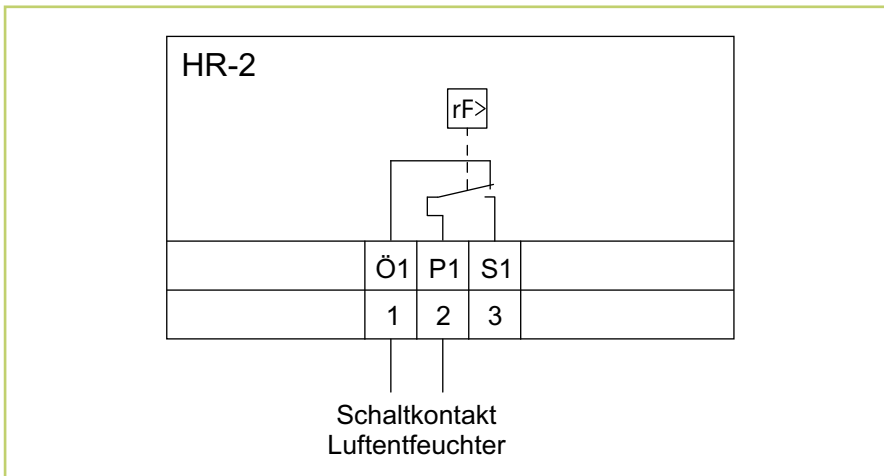 HR-2
rF>
Ö1 P1 S1
1 2 3
Schaltkontakt
Luftentfeuchter